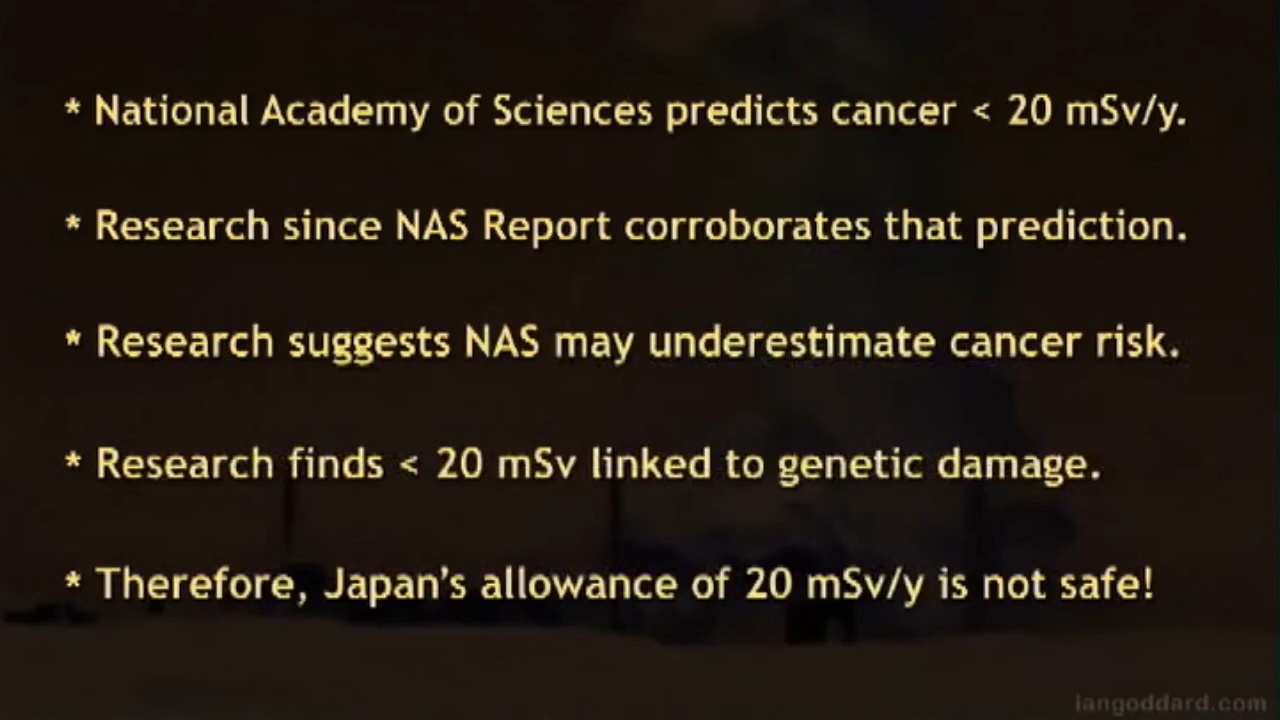 * National Academy of Sciences predicts cancer < 20 mSv/y.
* Research since NAS Report corroborates that prediction.
* Research suggests NAS may underestimate cancer risk.
* Research finds < 20 mSv linked to genetic damage.
* Therefore, Japan's allowance of 20 mSv/y is not safe!
iangoddard.com